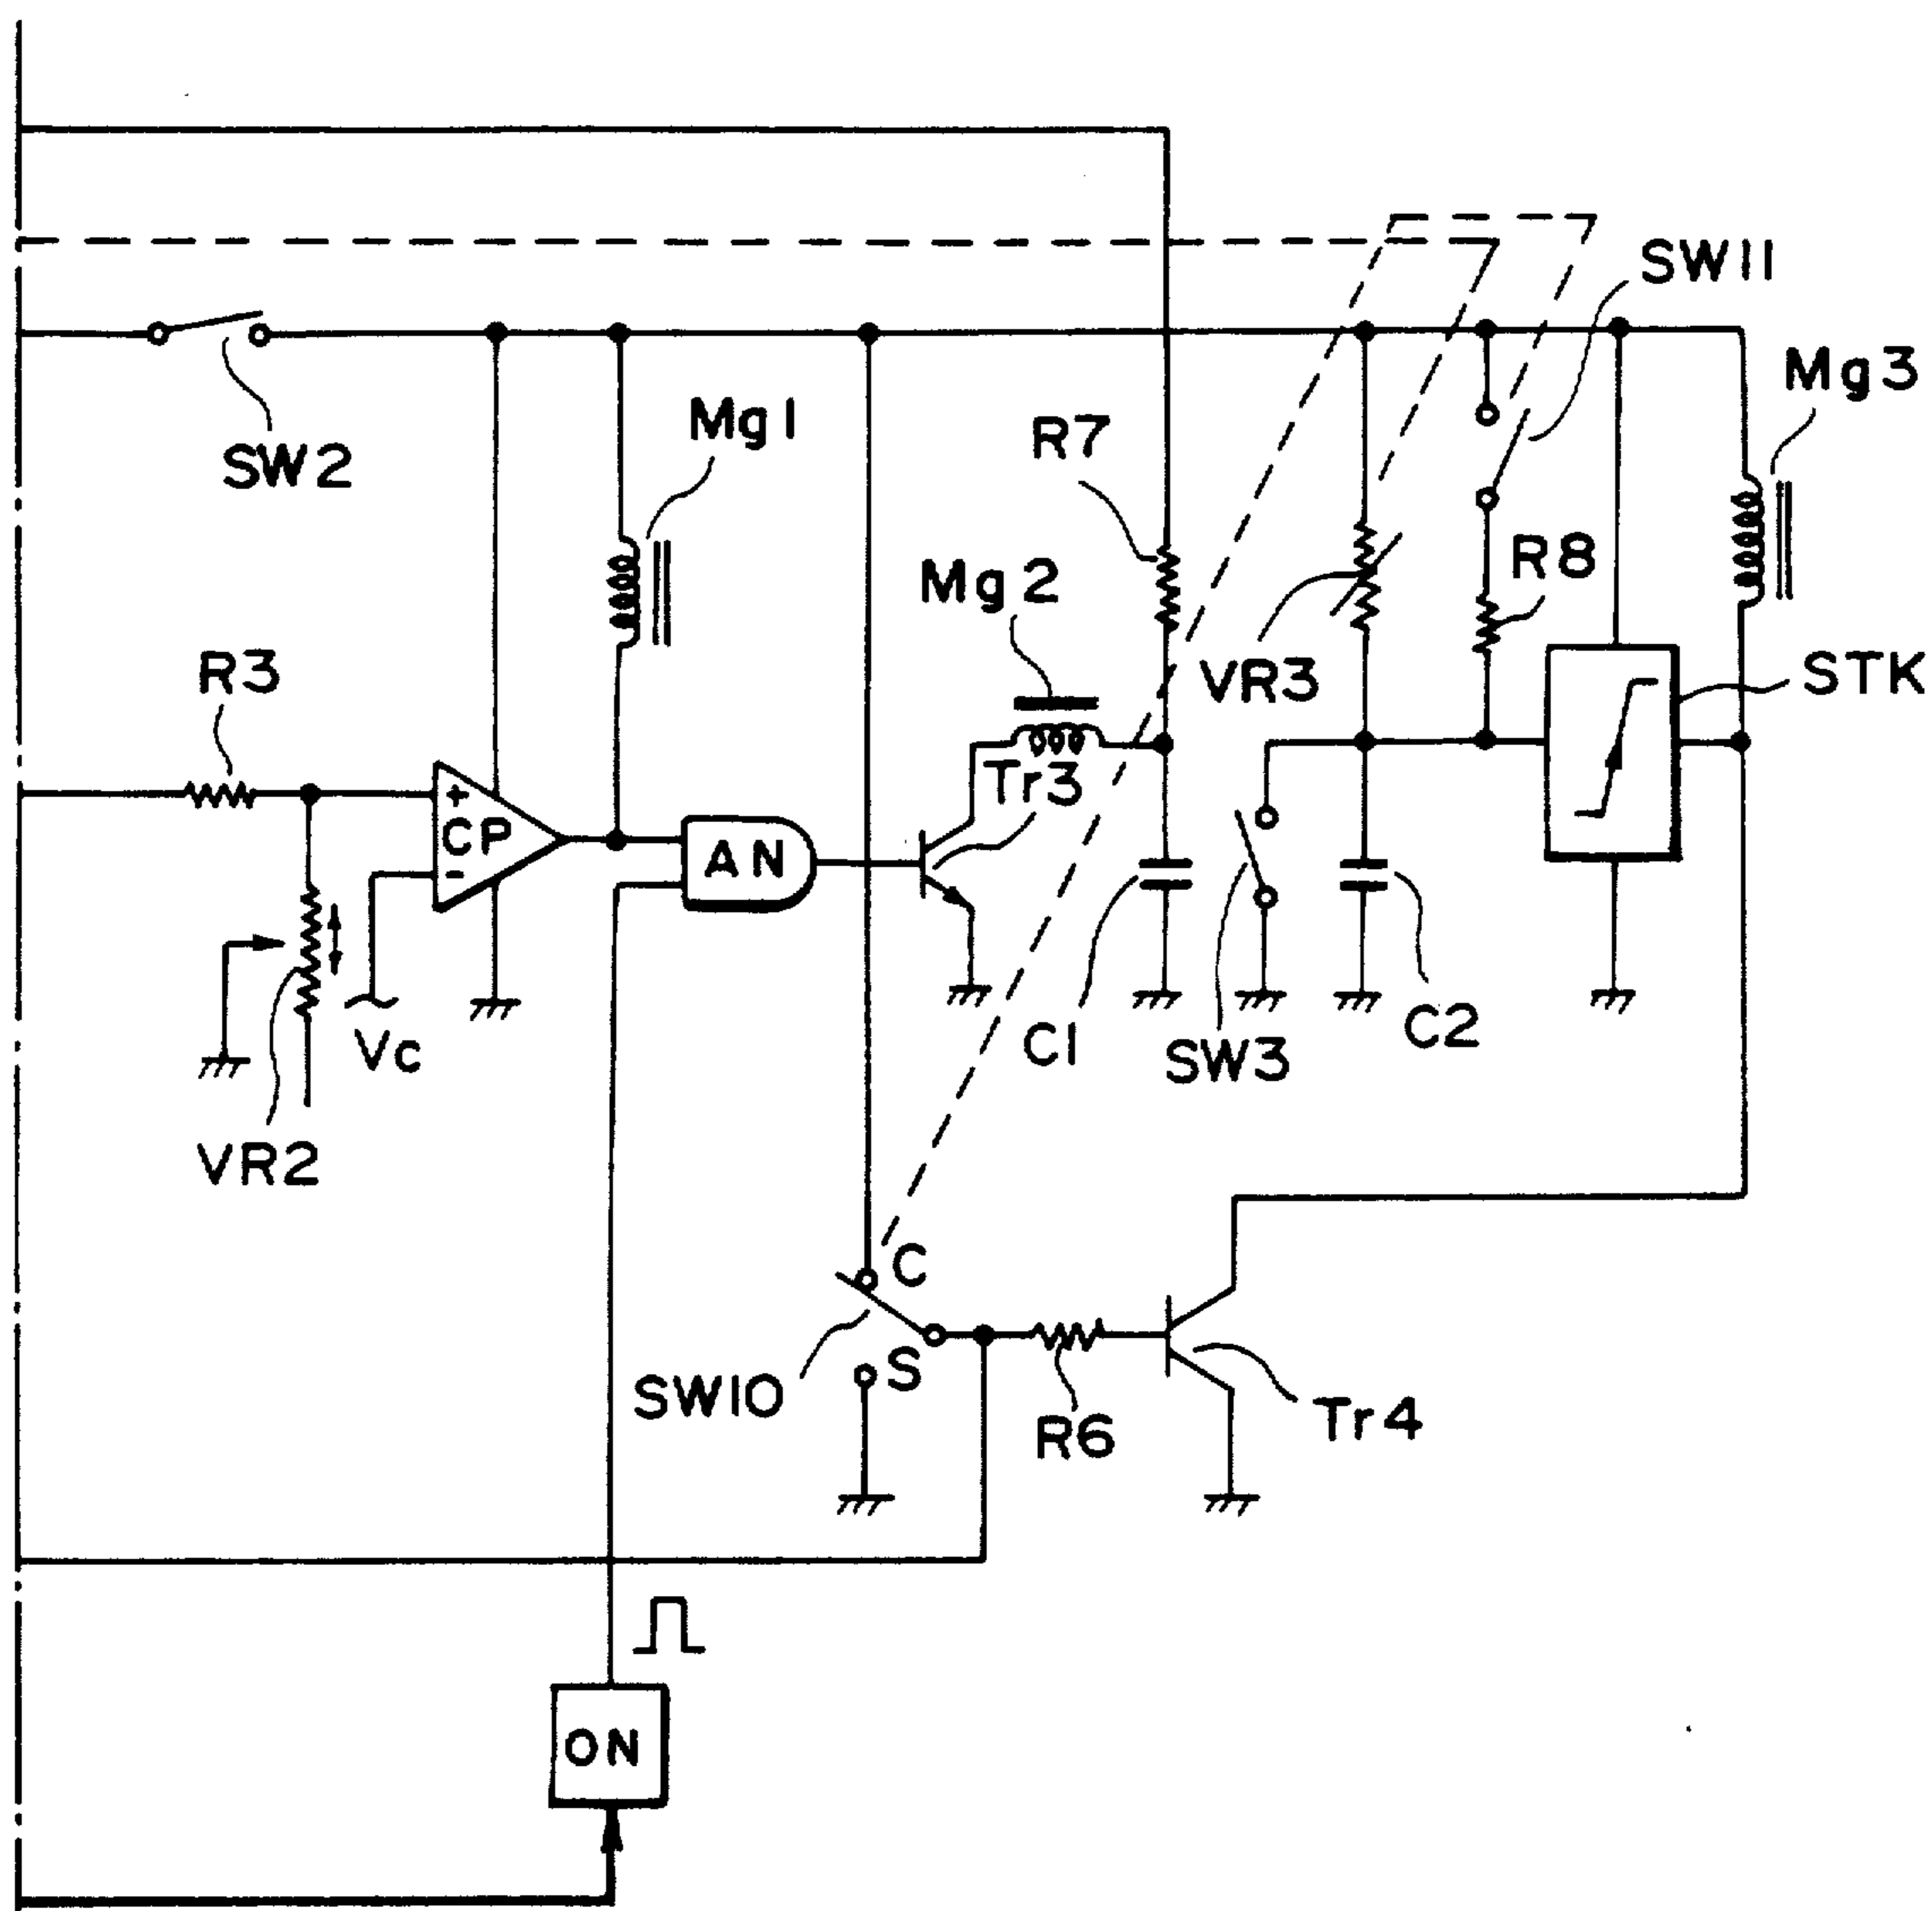 SW11
Mg3
Mg1
R7
SW2
R8
Mg2
R3
VR3
STK
Tr3
+
CP
-
AN
C1
C2
SW3
Vc
VR2
C
S
SW10
R6
Tr4
ON